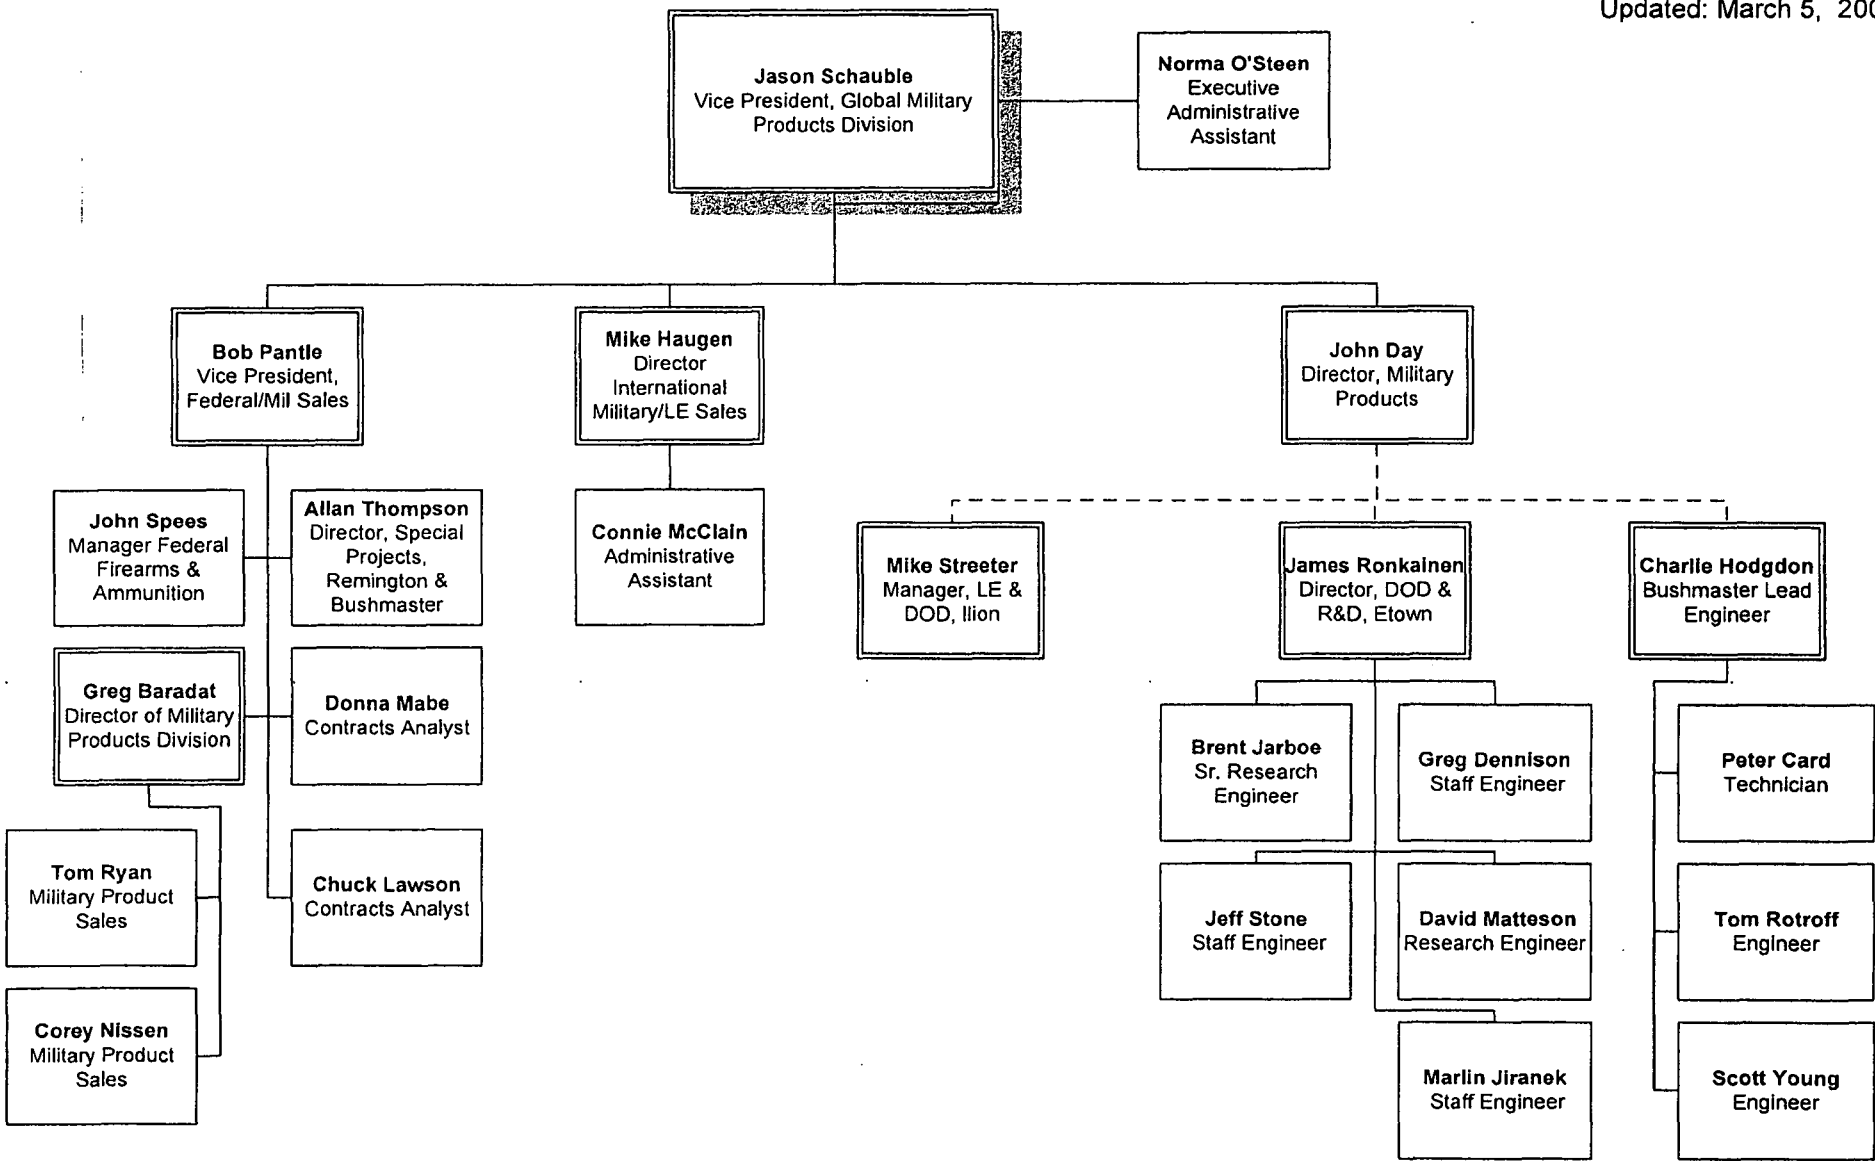 Updated: March 5, 200
Jason Schauble
Vice President, Global Military
Products Division
Norma O'Steen
Executive
Administrative
Assistant
Bob Pantle
Vice President,
Federal/Mil Sales
Mike Haugen
Director
International
Military/LE Sales
John Day
Director, Military
Products
John Spees
Manager Federal
Firearms &
Ammunition
Allan Thompson
Director, Special
Projects,
Remington &
Bushmaster
Connie McClain
Administrative
Assistant
Mike Streeter
Manager, LE &
DOD, Ilion
James Ronkainen
Director, DOD &
R&D, Etown
Charlie Hodgdon
Bushmaster Lead
Engineer
Greg Baradat
Director of Military
Products Division
Donna Mabe
Contracts Analyst
Brent Jarboe
Sr. Research
Engineer
Greg Dennison
Staff Engineer
Peter Card
Technician
Tom Ryan
Military Product
Sales
Chuck Lawson
Contracts Analyst
Jeff Stone
Staff Engineer
David Matteson
Research Engineer
Tom Rotroff
Engineer
Corey Nissen
Military Product
Sales
Marlin Jiranek
Staff Engineer
Scott Young
Engineer